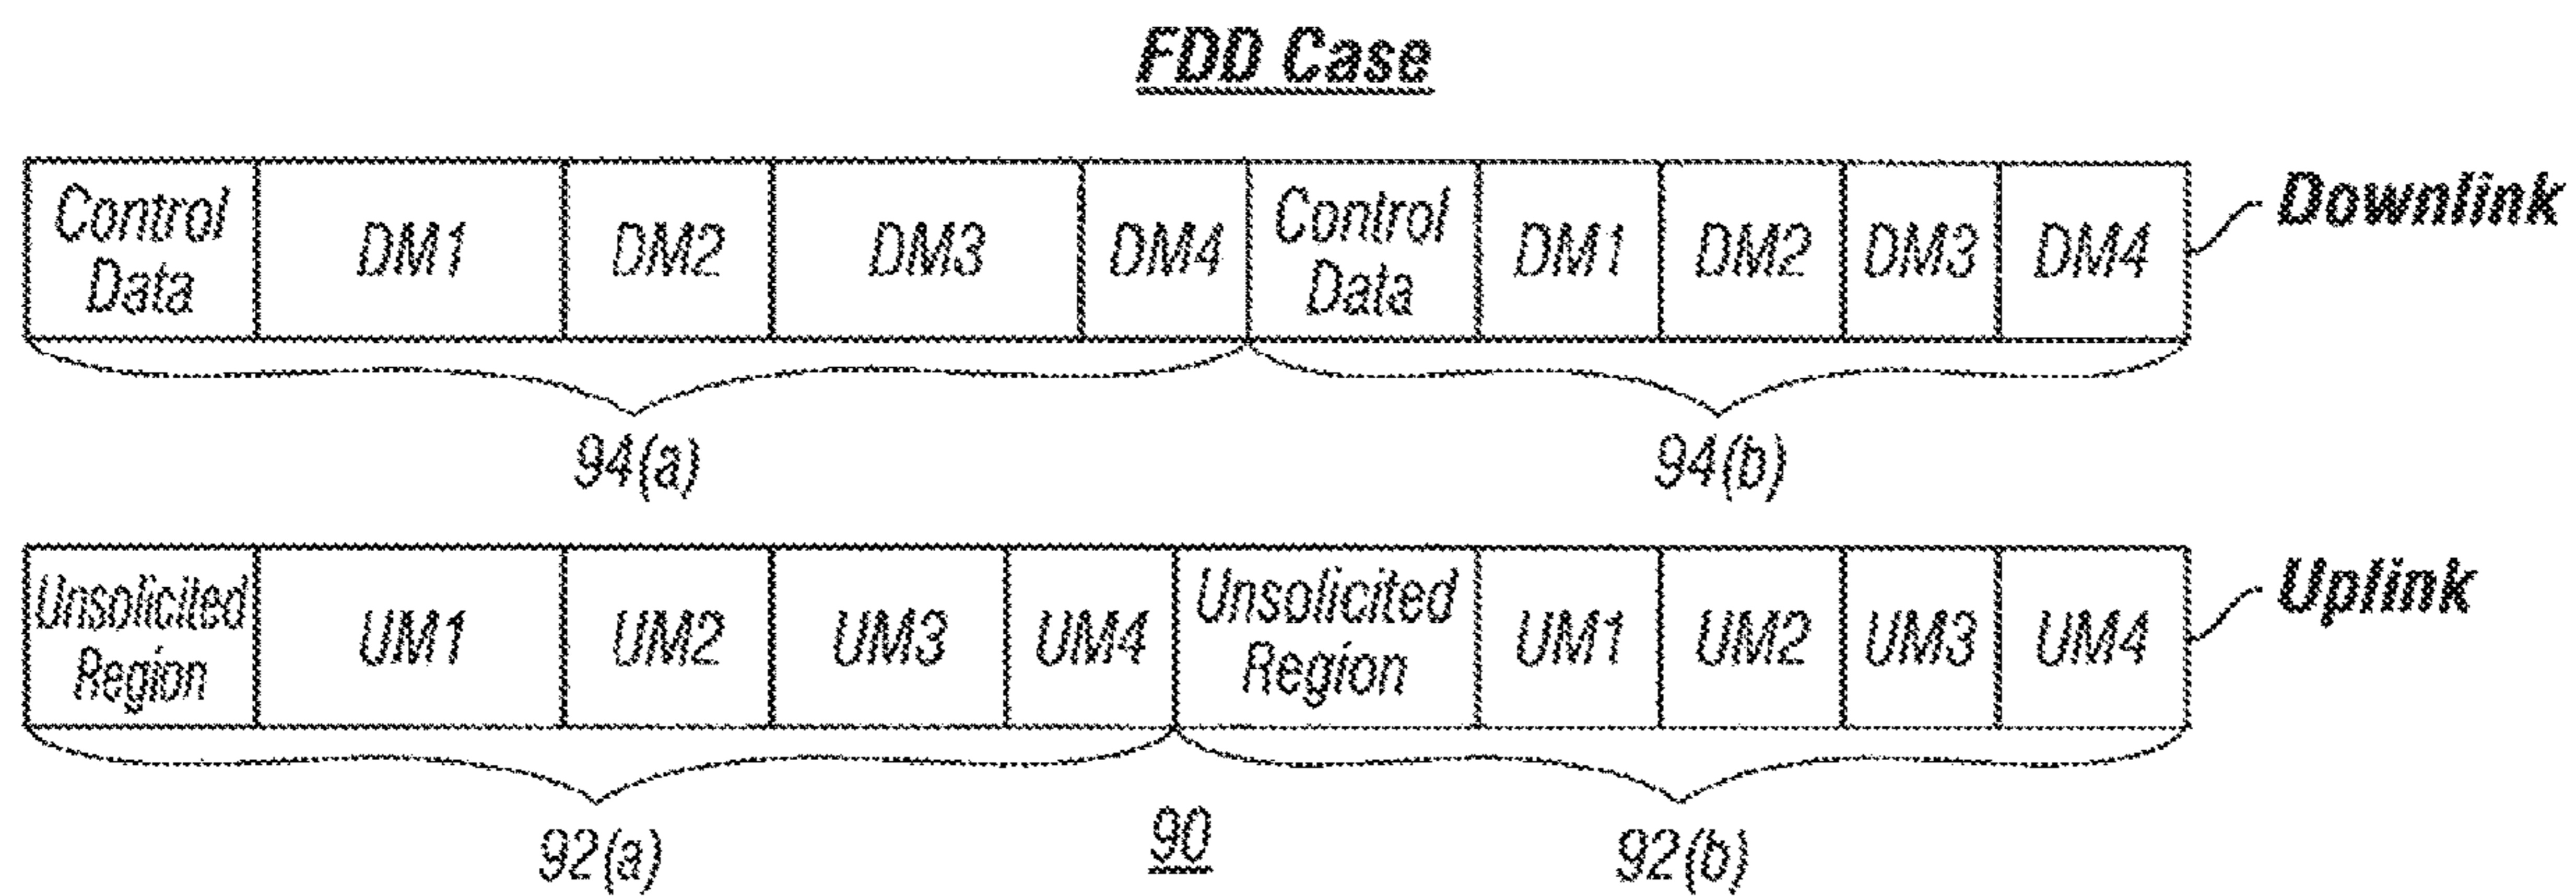 FDD Case
Control Data DM1 DM2 DM3 DM4 Control Data DM1 DM2 DM3 DM4 Downlink
94(a) 94(b)
Unsolicited Region UM1 UM2 UM3 UM4 Unsolicited Region UM1 UM2 UM3 UM4 Uplink
92(a) 90 92(b)